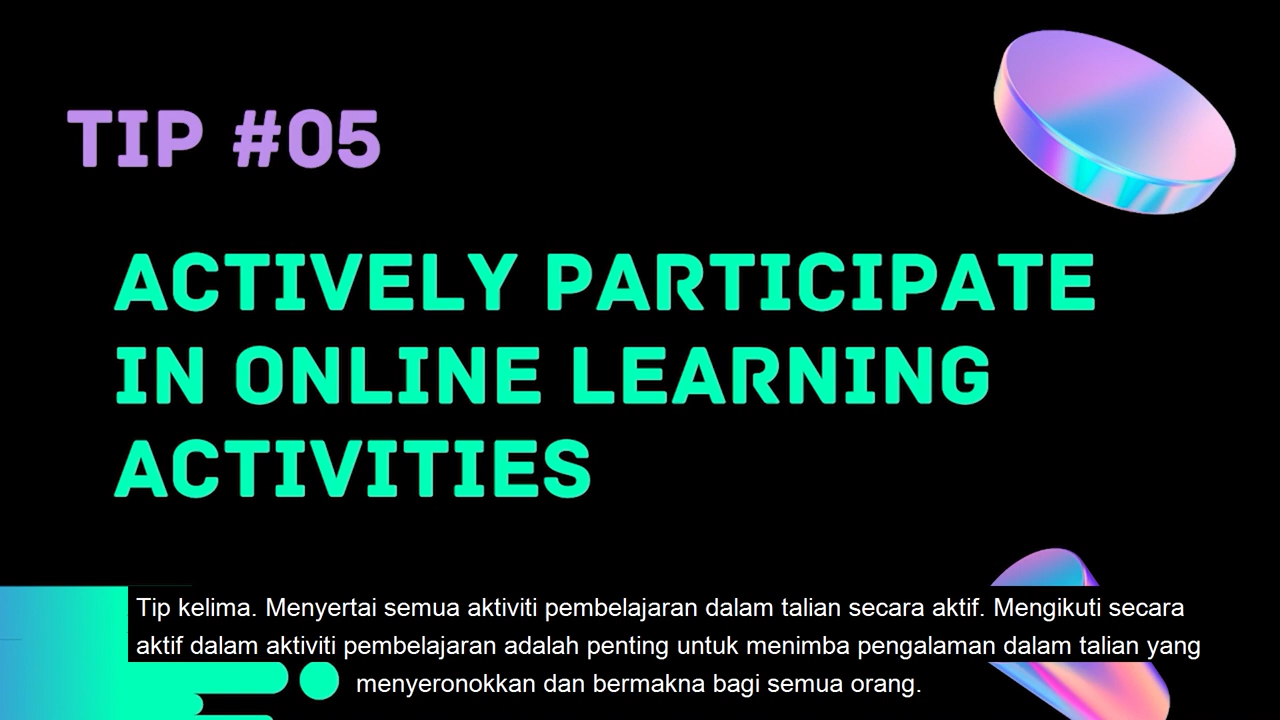 TIP #05
ACTIVELY PARTICIPATE
IN ONLINE LEARNING
ACTIVITIES
Tip kelima. Menyertai semua aktiviti pembelajaran dalam talian secara aktif. Mengikuti secara
aktif dalam aktiviti pembelajaran adalah penting untuk menimba pengalaman dalam talian yang
menyeronokkan dan bermakna bagi semua orang.